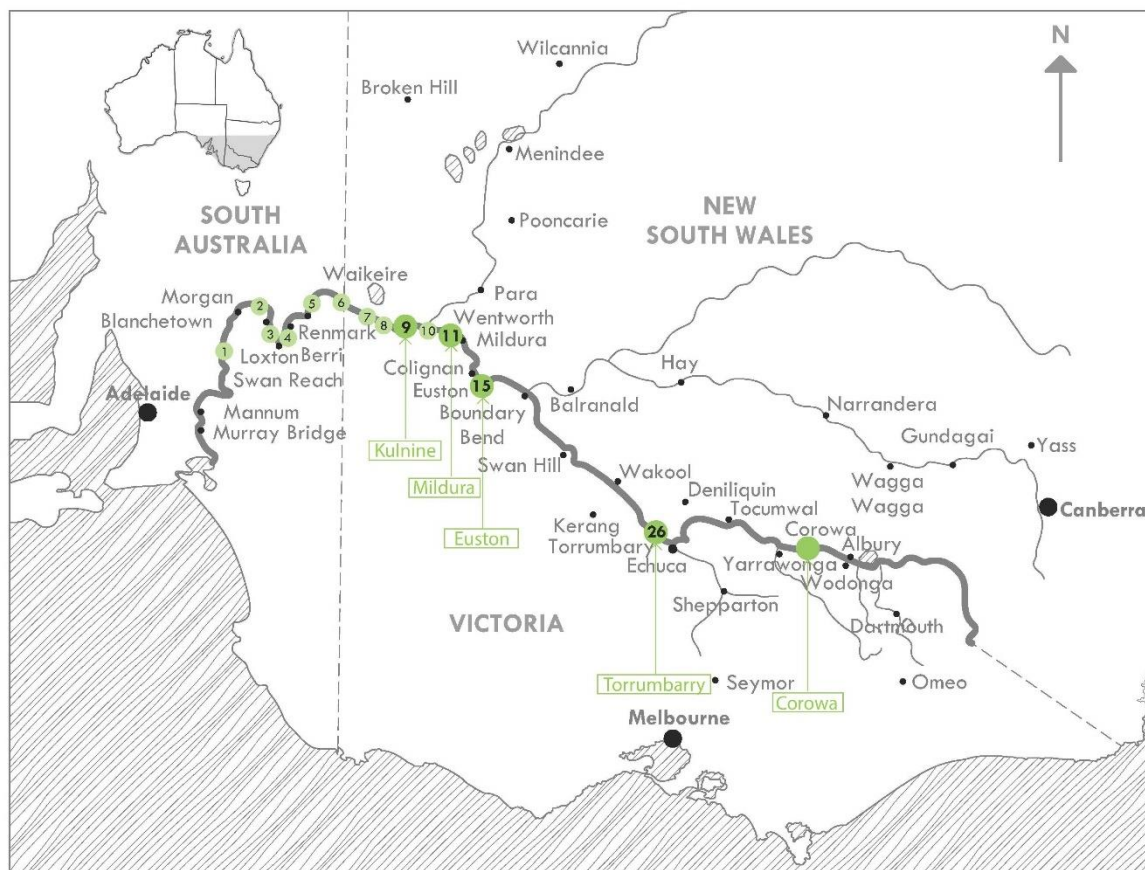 N
Wilcannia
Broken Hill
Menindee
SOUTH
AUSTRALIA
NEW
SOUTH WALES
Pooncarie
Waikeire
Para
Morgan
Blanchetown
1
2
3
4
5
6
7
8
9
10
11
Wentworth
Mildura
Renmark
Loxton
Berri
Swan Reach
Colignan
Euston
15
Hay
Adelaide
Balranald
Boundary
Bend
Narrandera
Mannum
Murray Bridge
Gundagai
Yass
Kulnine
Swan Hill
Wakool
Wagga
Wagga
Mildura
Deniliquin
Tocumwal
Canberra
Kerang
Torrumbary
26
Corowa
Albury
Euston
Echuca
Yarrawonga
Wodonga
Shepparton
VICTORIA
Dartmouth
Torrumbarry
Seymor
Omeo
Corowa
Melbourne